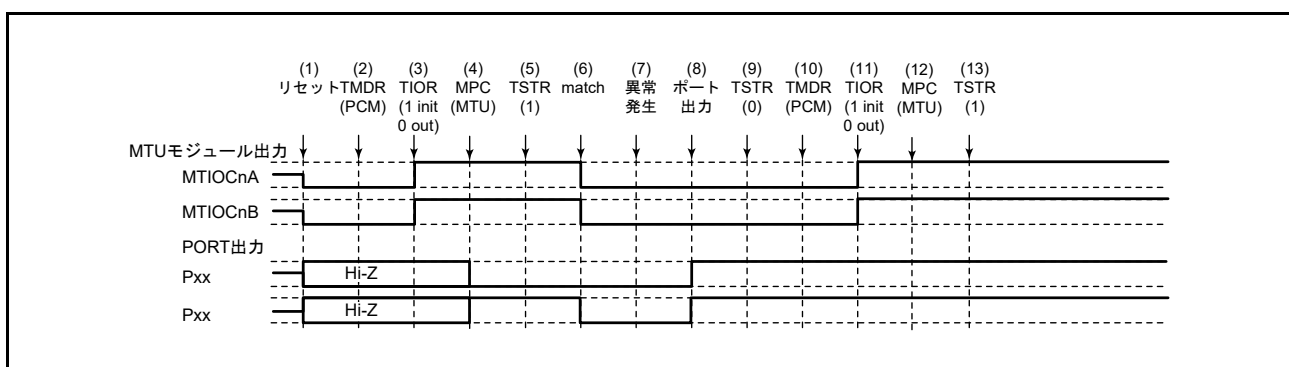 (1) (2) (3) (4) (5) (6) (7) (8) (9) (10) (11) (12) (13)
リセット TMDR TIOR MPC TSTR match 異常 ポート TSTR TMDR TIOR MPC TSTR
(PCM) (1 init (MTU) (1) 発生 出力 (0) (PCM) (1 init (MTU) (1)
0 out) 0 out)
MTUモジュール出力
MTIOCnA
MTIOCnB
PORT出力
Pxx Hi-Z
Pxx Hi-Z